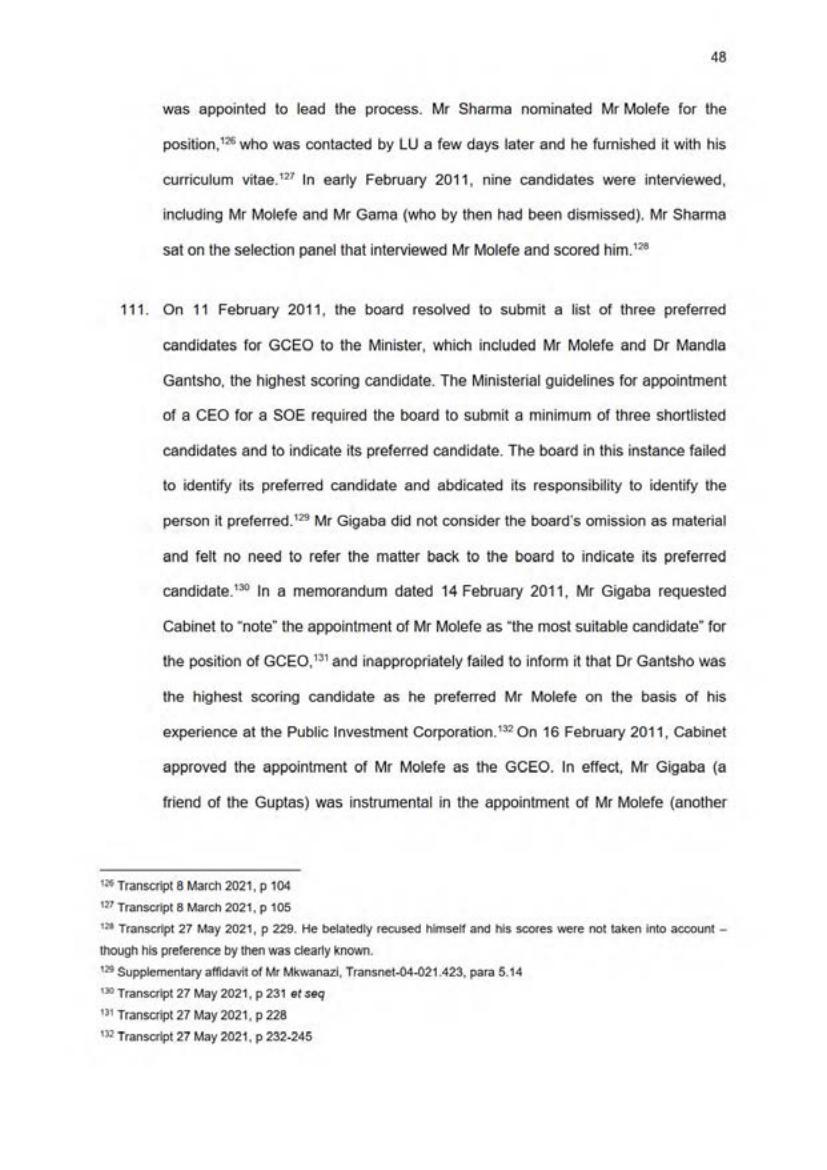 48
was appointed to lead the process. Mr Sharma nominated Mr Molefe for the
position,126 who was contacted by LU a few days later and he furnished it with his
curriculum vitae.127 In early February 2011, nine candidates were interviewed,
including Mr Molefe and Mr Gama (who by then had been dismissed). Mr Sharma
sat on the selection panel that interviewed Mr Molefe and scored him.128
111. On 11 February 2011, the board resolved to submit a list of three preferred
candidates for GCEO to the Minister, which included Mr Molefe and Dr Mandla
Gantsho, the highest scoring candidate. The Ministerial guidelines for appointment
of a CEO for a SOE required the board to submit a minimum of three shortlisted
candidates and to indicate its preferred candidate. The board in this instance failed
to identify its preferred candidate and abdicated its responsibility to identify the
person it preferred.129 Mr Gigaba did not consider the board's omission as material
and felt no need to refer the matter back to the board to indicate its preferred
candidate.130 In a memorandum dated 14 February 2011, Mr Gigaba requested
Cabinet to "note" the appointment of Mr Molefe as "the most suitable candidate" for
the position of GCEO,131 and inappropriately failed to inform it that Dr Gantsho was
the highest scoring candidate as he preferred Mr Molefe on the basis of his
experience at the Public Investment Corporation.132 On 16 February 2011, Cabinet
approved the appointment of Mr Molefe as the GCEO. In effect, Mr Gigaba (a
friend of the Guptas) was instrumental in the appointment of Mr Molefe (another
126 Transcript 8 March 2021, p 104
127 Transcript 8 March 2021, p 105
128 Transcript 27 May 2021, p 229. He belatedly recused himself and his scores were not taken into account –
though his preference by then was clearly known.
129 Supplementary affidavit of Mr Mkwanazi, Transnet-04-021.423, para 5.14
130 Transcript 27 May 2021, p 231 et seq
131 Transcript 27 May 2021, p 228
132 Transcript 27 May 2021, p 232-245